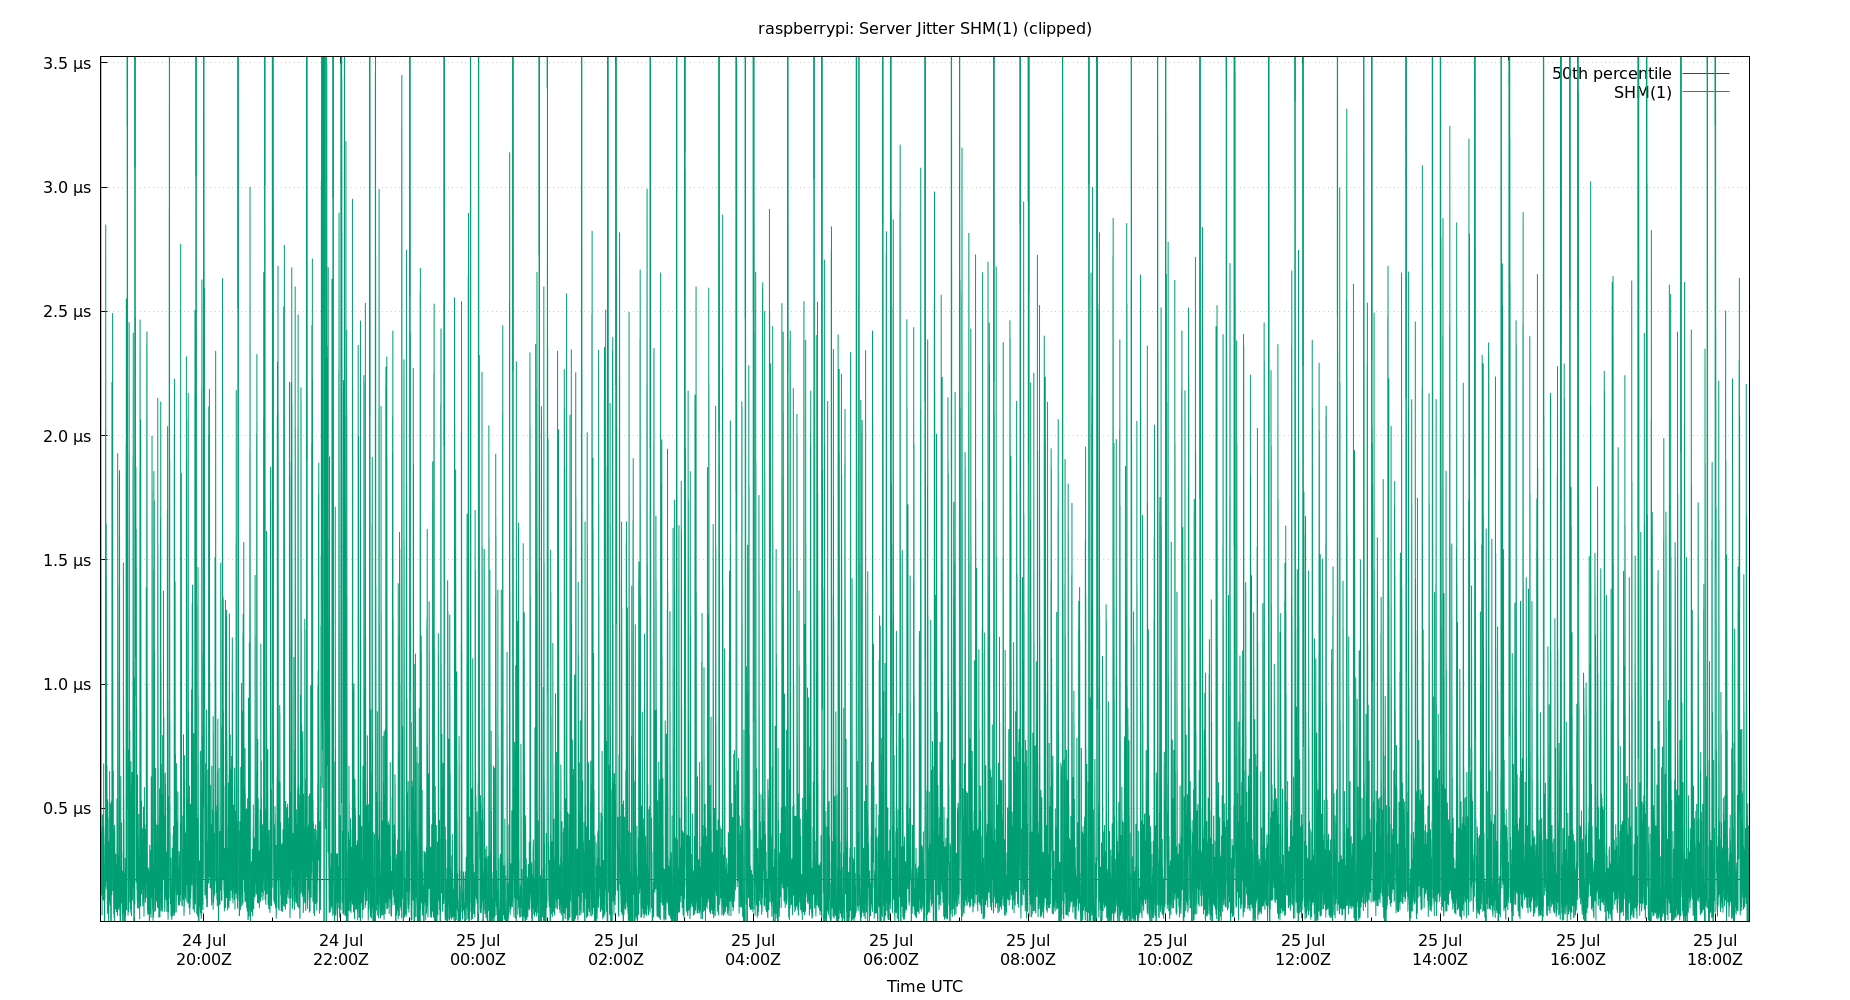 raspberrypi: Server Jitter SHM(1) (clipped)
3.5 µs
50th percentile
SHM(1)
3.0 µs
2.5 µs
2.0 µs
1.5 µs
1.0 µs
0.5 µs
24 Jul 24 Jul 25 Jul 25 Jul 25 Jul 25 Jul 25 Jul 25 Jul 25 Jul 25 Jul 25 Jul 25 Jul
20:00Z 22:00Z 00:00Z 02:00Z 04:00Z 06:00Z 08:00Z 10:00Z 12:00Z 14:00Z 16:00Z 18:00Z
Time UTC